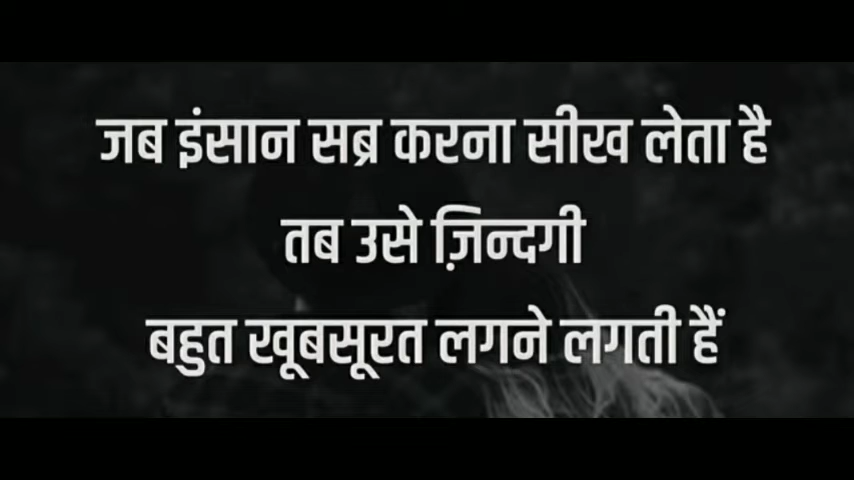 जब इंसान सब्र करना सीख लेता है
तब उसे ज़िन्दगी
बहुत खूबसूरत लगने लगती हैं